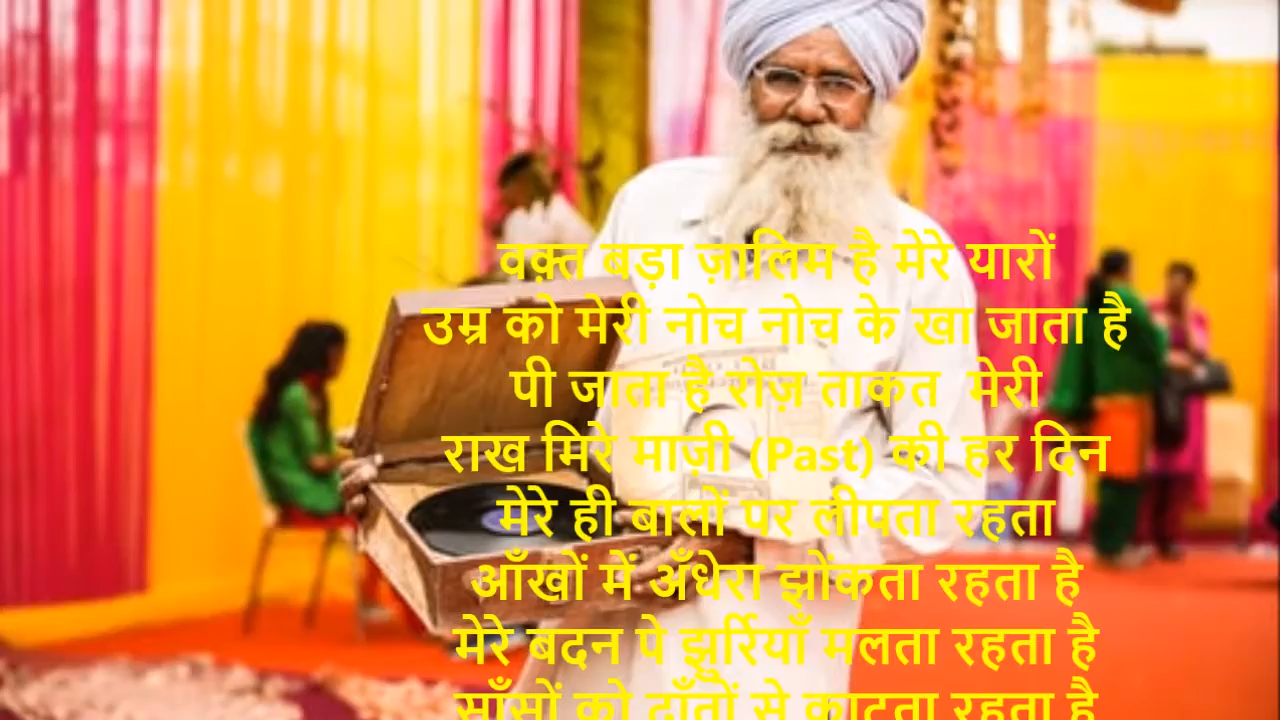 वक़्त बड़ा ज़ालिम है मेरे यारों
उम्र को मेरी नोच नोच के खा जाता है
पी जाता है रोज़ ताकत मेरी
राख मिरे माज़ी (Past) की हर दिन
मेरे ही बालों पर लीपता रहता
आँखों में अँधेरा झोंकता रहता है
मेरे बदन पे झुर्रियाँ मलता रहता है
साँसों को दाँतों से काटता रहता है